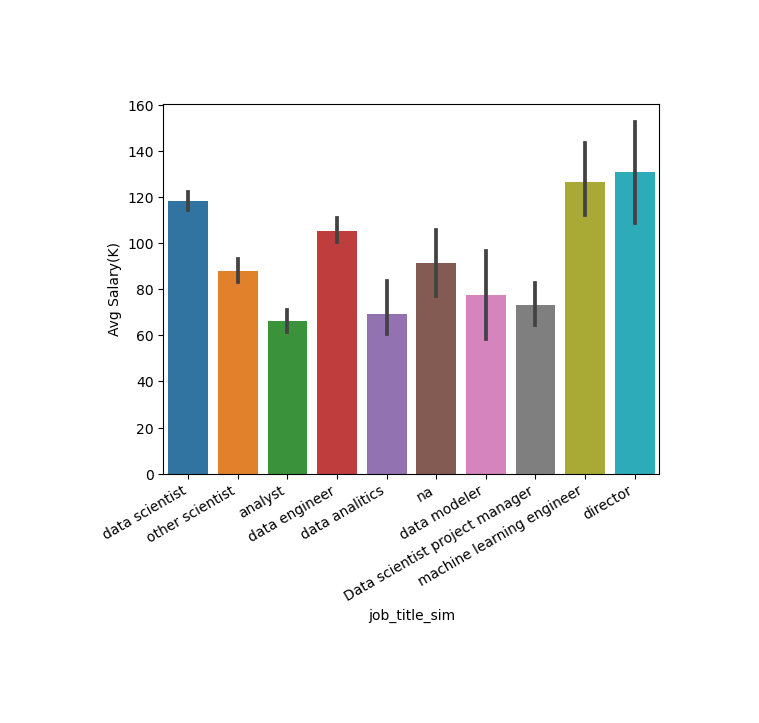 160
140
120
100
80
60
40
20
0
Avg Salary(K)
data scientist
other scientist
analyst
data engineer
data analitics
na
data modeler
Data scientist project manager
machine learning engineer
director
job_title_sim